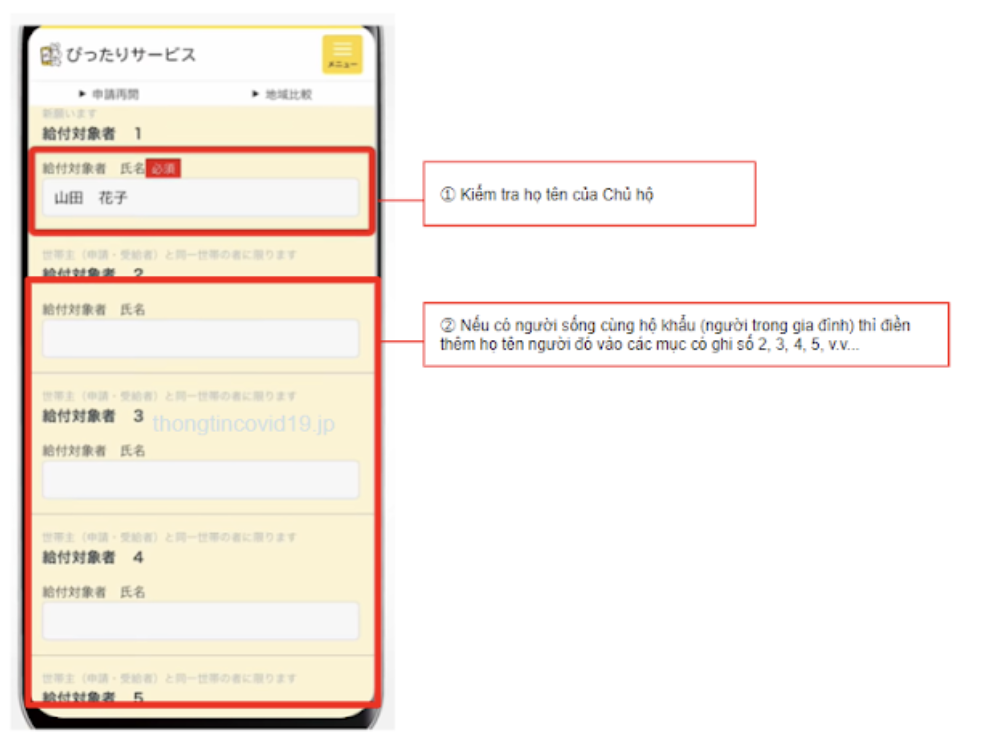 ぴったりサービス
メニュー
▶ 申請再開
▶ 地域比較
給付対象者 1
給付対象者 氏名 必須
山田 花子
世帯主（申請・受給者）と同一世帯の者に限ります
給付対象者 2
給付対象者 氏名
世帯主（申請・受給者）と同一世帯の者に限ります
給付対象者 3
thongtincovid19.jp
給付対象者 氏名
世帯主（申請・受給者）と同一世帯の者に限ります
給付対象者 4
給付対象者 氏名
世帯主（申請・受給者）と同一世帯の者に限ります
給付対象者 5
① Kiểm tra họ tên của Chủ hộ
② Nếu có người sống cùng hộ khẩu (người trong gia đình) thì điền
thêm họ tên người đó vào các mục có ghi số 2, 3, 4, 5, v.v...